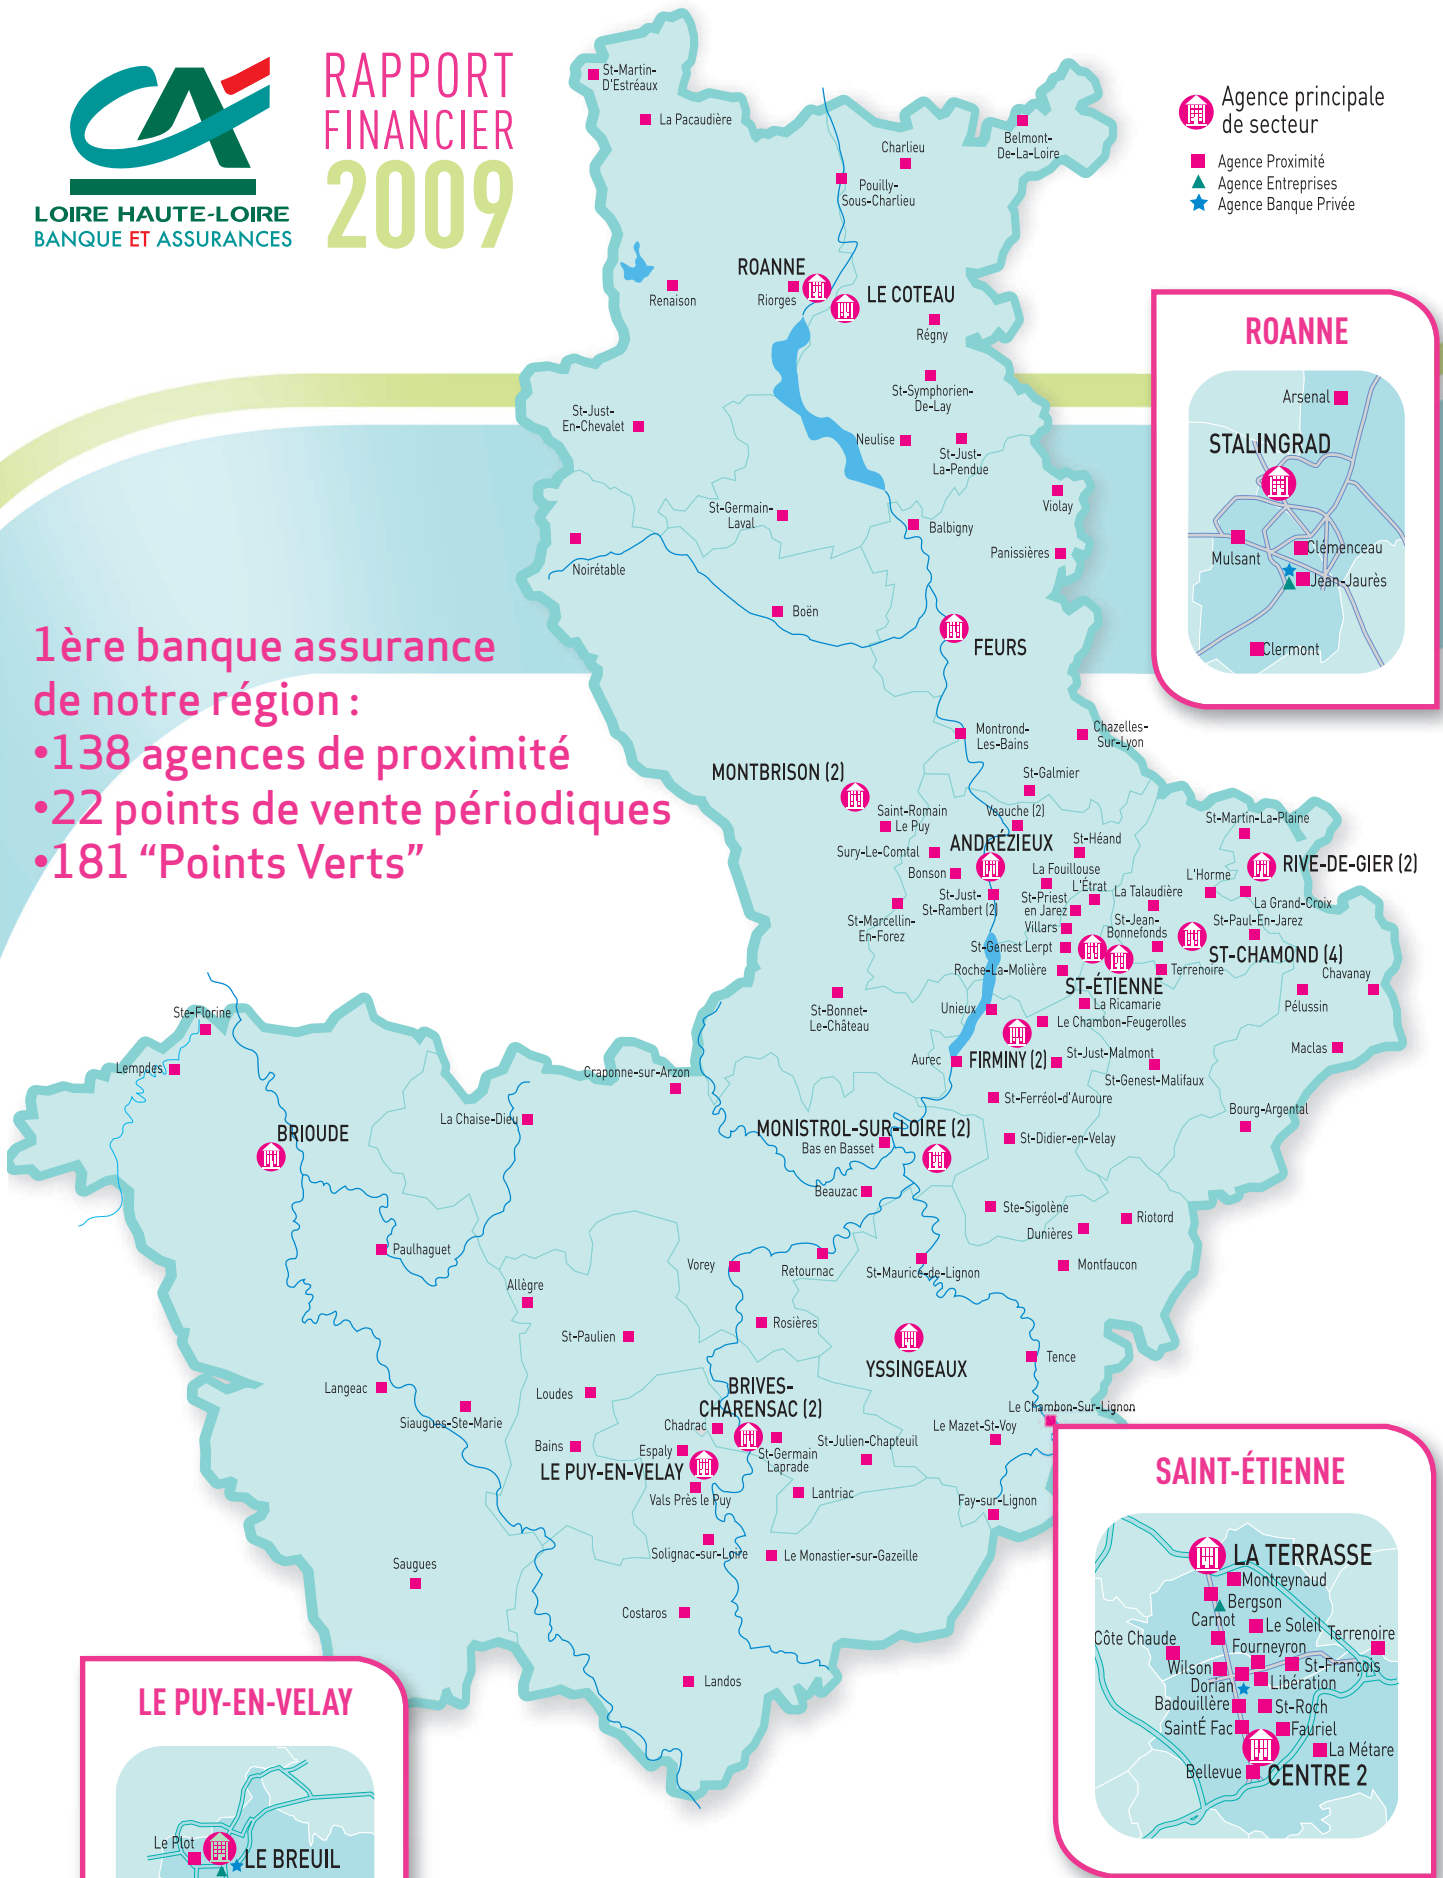 RAPPORT
FINANCIER
2009
LOIRE HAUTE-LOIRE
BANQUE ET ASSURANCES
Agence principale
de secteur
Agence Proximité
Agence Entreprises
Agence Banque Privée
1ère banque assurance
de notre région :
•138 agences de proximité
•22 points de vente périodiques
•181 “Points Verts”
St-Martin-
D'Estréaux
La Pacaudière
Charlieu
Belmont-
De-La-Loire
Pouilly-
Sous-Charlieu
ROANNE
Renaison
Riorges
LE COTEAU
Régny
St-Symphorien-
De-Lay
St-Just-
En-Chevalet
Neulise
St-Just-
La-Pendue
Violay
St-Germain-
Laval
Balbigny
Panissières
Noirétable
Boën
FEURS
Montrond-
Les-Bains
Chazelles-
Sur-Lyon
MONTBRISON (2)
St-Galmier
Saint-Romain
Le Puy
Veauche (2)
St-Martin-La-Plaine
Sury-Le-Comtal
ANDRÉZIEUX
St-Héand
RIVE-DE-GIER (2)
Bonson
La Fouillouse
L'Horme
L'Étrat
La Talaudière
La Grand-Croix
St-Just-
St-Rambert (2)
St-Priest
en Jarez
St-Marcellin-
En-Forez
Villars
St-Jean-
Bonnefonds
St-Paul-En-Jarez
St-Genest Lerpt
ST-CHAMOND (4)
Roche-La-Molière
Terrenoire
Chavanay
ST-ÉTIENNE
Pélussin
St-Bonnet-
Le-Château
Unieux
La Ricamarie
Le Chambon-Feugerolles
Maclas
Aurec
FIRMINY (2)
St-Just-Malmont
St-Genest-Malifaux
St-Ferréol-d'Auroure
Bourg-Argental
Ste-Florine
Lempdes
Craponne-sur-Arzon
La Chaise-Dieu
BRIOUDE
MONISTROL-SUR-LOIRE (2)
Bas en Basset
St-Didier-en-Velay
Beauzac
Ste-Sigolène
Riotord
Dunières
Paulhaguet
Vorey
Retournac
St-Maurice-de-Lignon
Montfaucon
Allègre
Rosières
St-Paulien
YSSINGEAUX
Tence
Langeac
Loudes
BRIVES-
CHARENSAC (2)
Siaugues-Ste-Marie
Chadrac
Le Chambon-Sur-Lignon
Le Mazet-St-Voy
Bains
Espaly
St-Germain
Laprade
St-Julien-Chapteuil
LE PUY-EN-VELAY
Vals Près le Puy
Lantriac
Fay-sur-Lignon
Solignac-sur-Loire
Le Monastier-sur-Gazeille
Saugues
Costaros
Landos
ROANNE
Arsenal
STALINGRAD
Mulsant
Clémenceau
Jean-Jaurès
Clermont
SAINT-ÉTIENNE
LA TERRASSE
Montreynaud
Bergson
Carnot
Le Soleil
Terrenoire
Côte Chaude
Fourneyron
Wilson
St-François
Dorian
Libération
Badouillère
St-Roch
SaintÉ Fac
Fauriel
La Métare
Bellevue
CENTRE 2
LE PUY-EN-VELAY
Le Plot
LE BREUIL